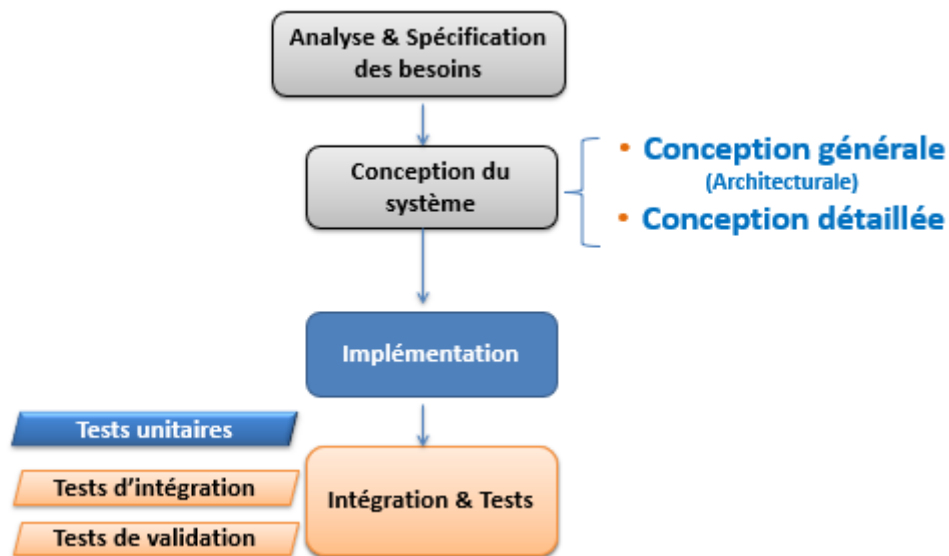 Analyse & Spécification
des besoins
Conception du
système
• Conception générale
(Architecturale)
• Conception détaillée
Implémentation
Tests unitaires
Tests d'intégration
Tests de validation
Intégration & Tests